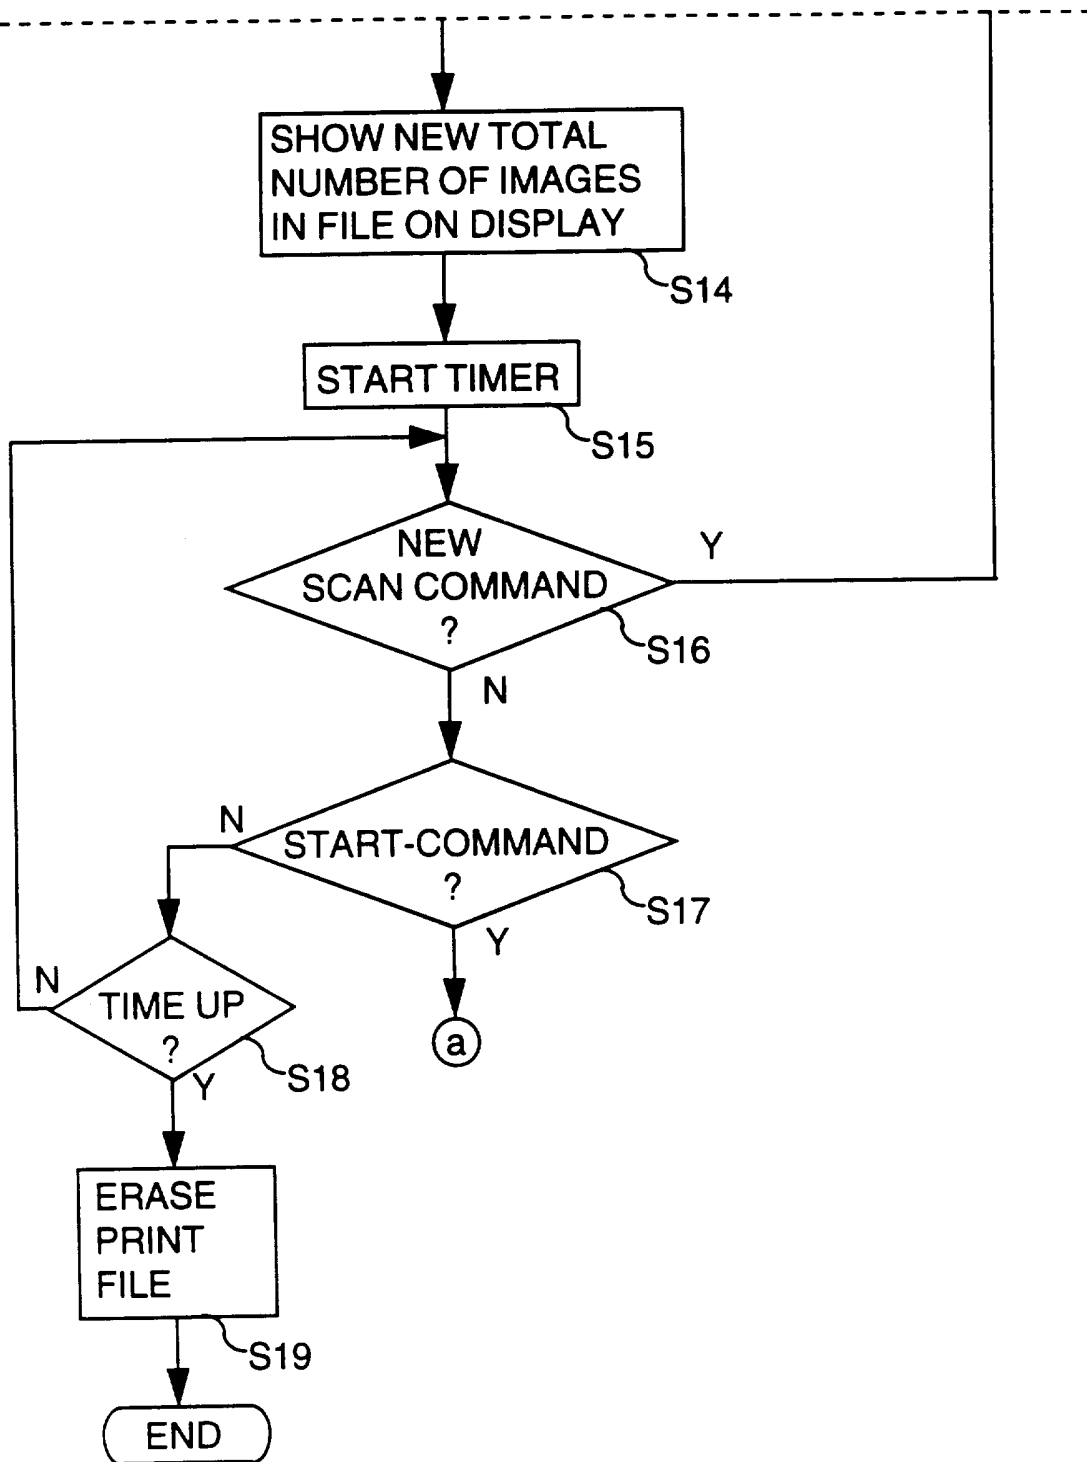 SHOW NEW TOTAL
NUMBER OF IMAGES
IN FILE ON DISPLAY
S14
START TIMER
S15
NEW
SCAN COMMAND
?
Y
S16
N
START-COMMAND
?
N
S17
Y
a
TIME UP
?
N
S18
Y
ERASE
PRINT
FILE
S19
END